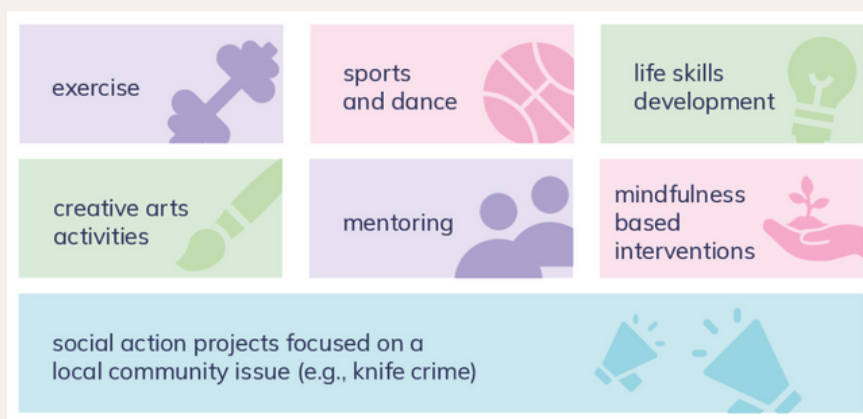 exercise
sports
and dance
life skills
development
creative arts
activities
mentoring
mindfulness
based
interventions
social action projects focused on a
local community issue (e.g., knife crime)